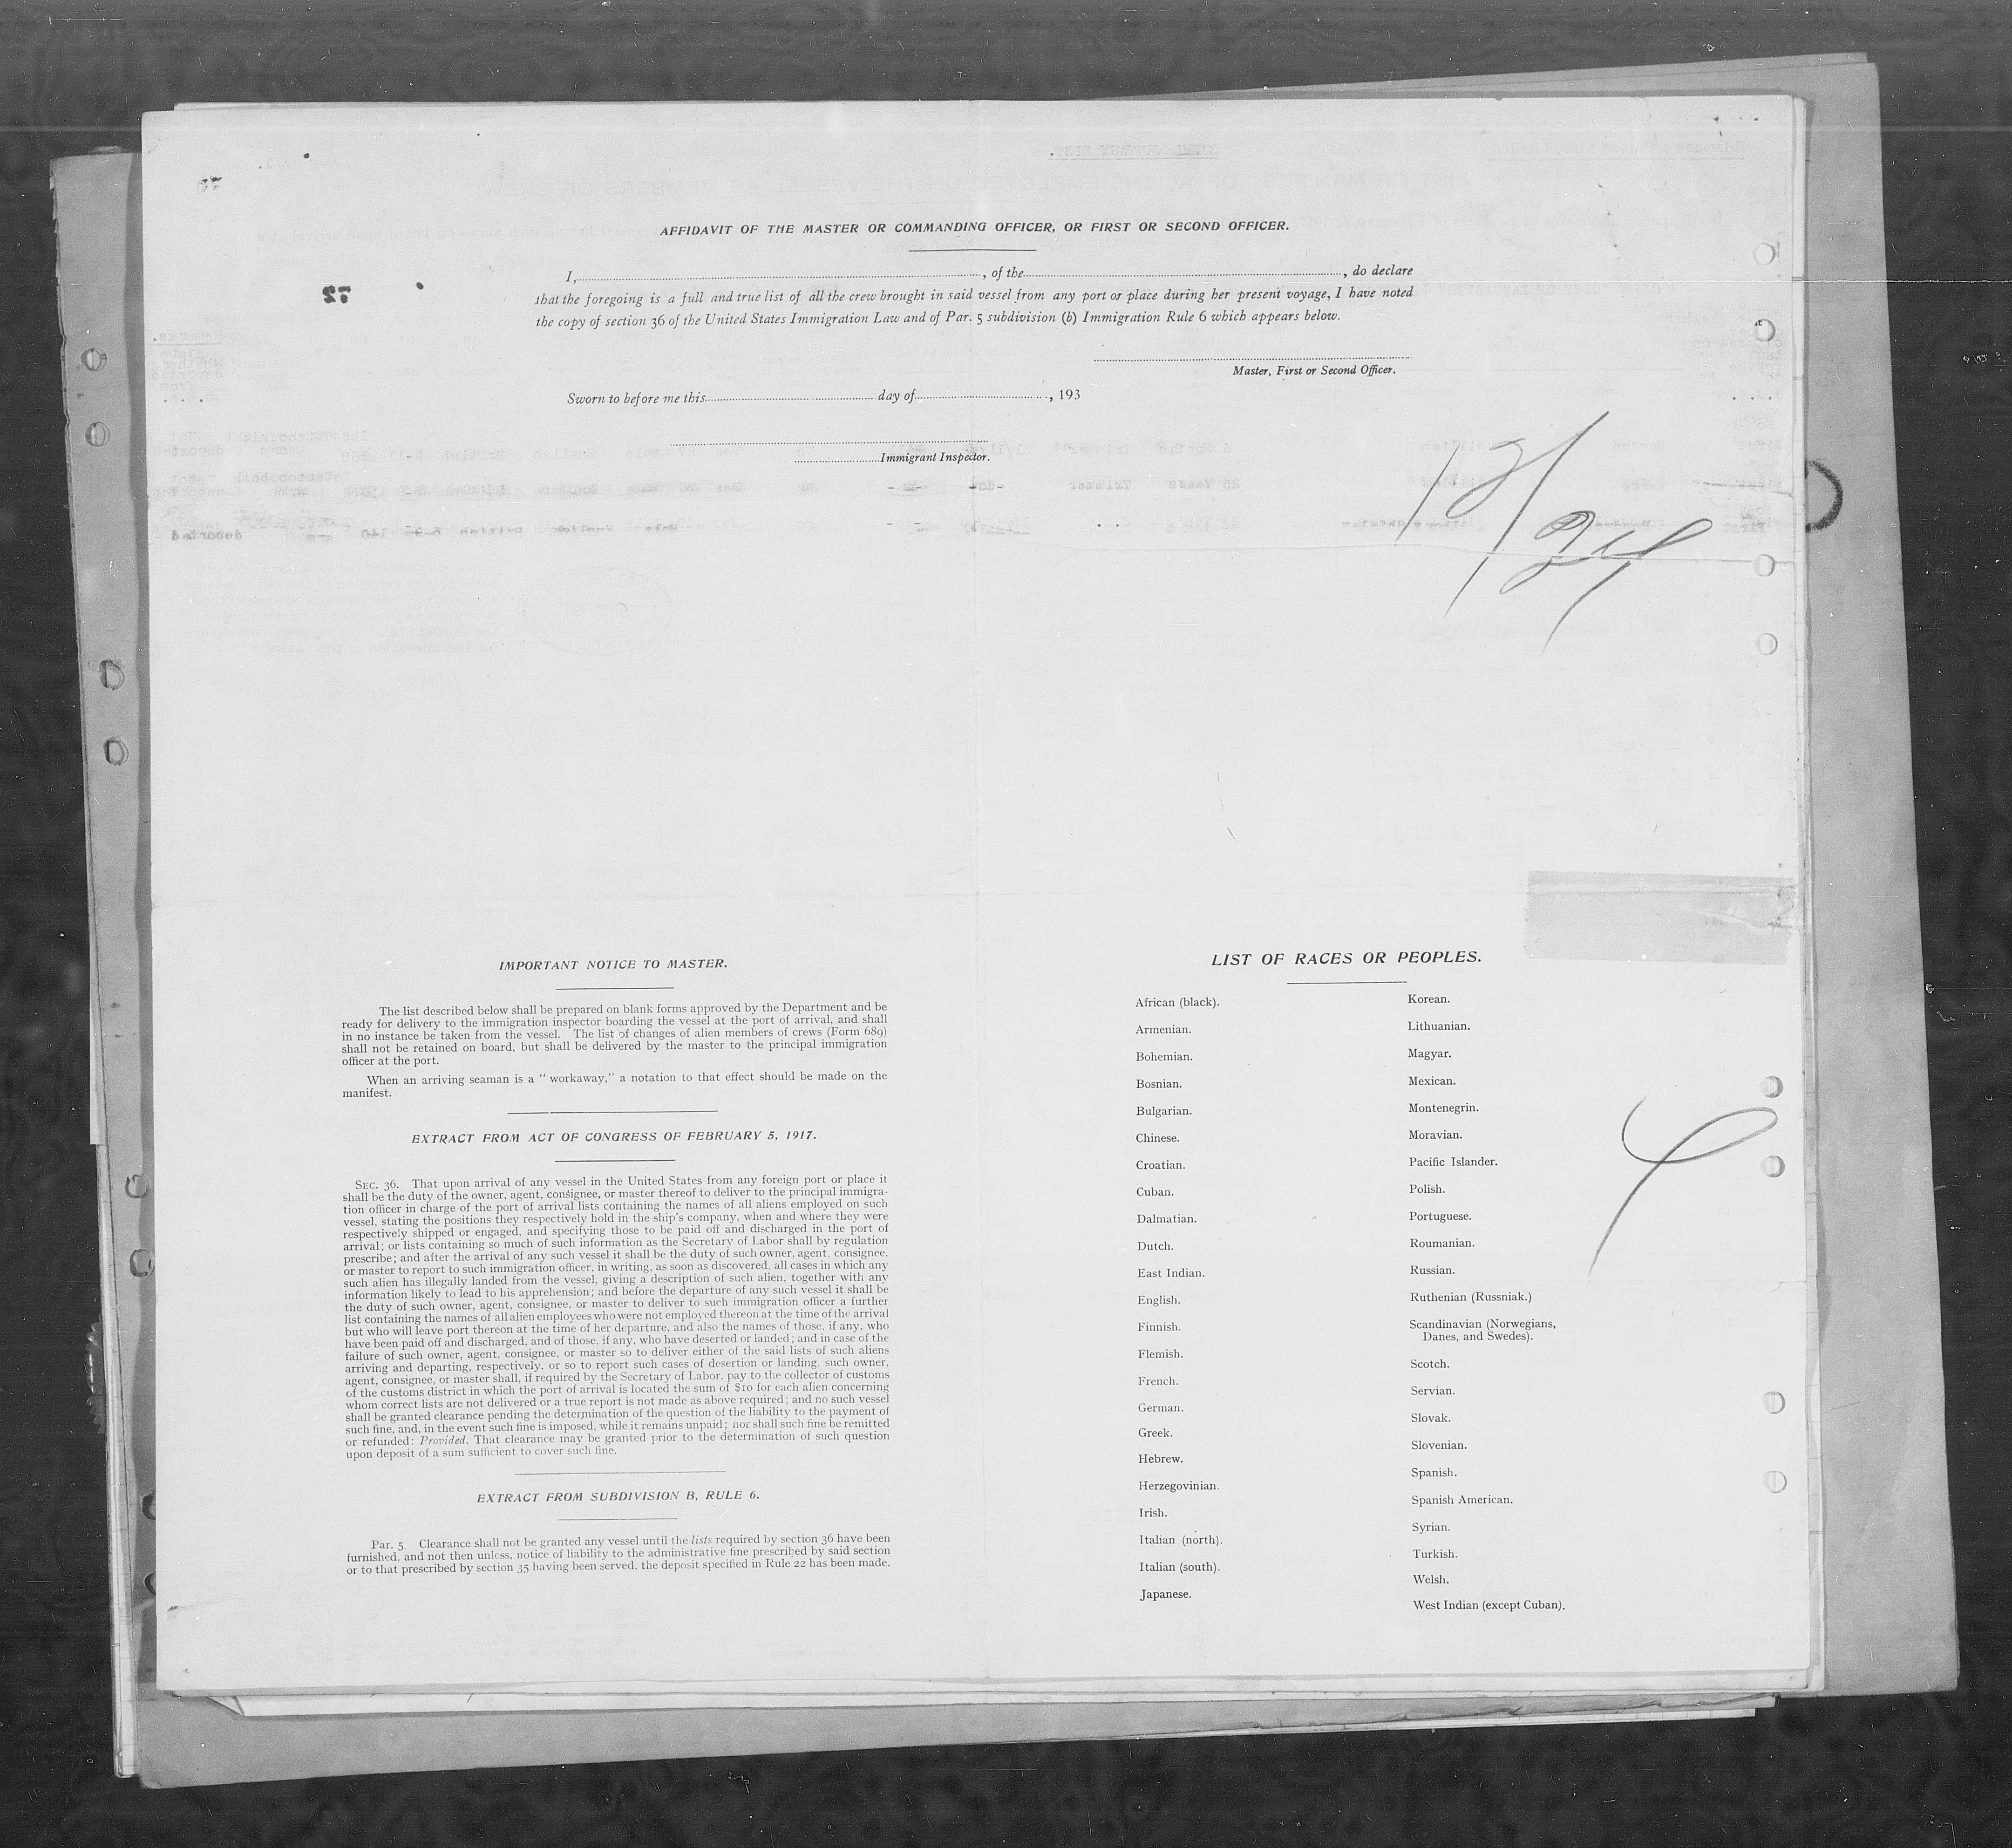 AFFIDAVIT OF THE MASTER OR COMMANDING OFFICER, OR FIRST OR SECOND OFFICER.
I,, of the, do declare
that the foregoing is a full and true list of all the crew brought in said vessel from any port or place during her present voyage, I have noted
the copy of section 36 of the United States Immigration Law and of Par. 5 subdivision (b) Immigration Rule 6 which appears below.
Master, First or Second Officer.
Sworn to before me this day of, 193
Immigrant Inspector.
72
IMPORTANT NOTICE TO MASTER.
The list described below shall be prepared on blank forms approved by the Department and be
ready for delivery to the immigration inspector boarding the vessel at the port of arrival, and shall
in no instance be taken from the vessel. The list of changes of alien members of crews (Form 689)
shall not be retained on board, but shall be delivered by the master to the principal immigration
officer at the port.
When an arriving seaman is a "workaway," a notation to that effect should be made on the
manifest.
EXTRACT FROM ACT OF CONGRESS OF FEBRUARY 5, 1917.
SEC. 36. That upon arrival of any vessel in the United States from any foreign port or place it
shall be the duty of the owner, agent, consignee, or master thereof to deliver to the principal immigra-
tion officer in charge of the port of arrival lists containing the names of all aliens employed on such
vessel, stating the positions they respectively hold in the ship's company, when and where they were
respectively shipped or engaged, and specifying those to be paid off and discharged in the port of
arrival; or lists containing so much of such information as the Secretary of Labor shall by regulation
prescribe; and after the arrival of any such vessel it shall be the duty of such owner, agent, consignee,
or master to report to such immigration officer, in writing, as soon as discovered, all cases in which any
such alien has illegally landed from the vessel, giving a description of such alien, together with any
information likely to lead to his apprehension; and before the departure of any such vessel it shall be
the duty of such owner, agent, consignee, or master to deliver to such immigration officer a further
list containing the names of all alien employees who were not employed thereon at the time of the arrival
but who will leave port thereon at the time of her departure, and also the names of those, if any, who
have been paid off and discharged, and of those, if any, who have deserted or landed; and in case of the
failure of such owner, agent, consignee, or master so to deliver either of the said lists of such aliens
arriving and departing, respectively, or so to report such cases of desertion or landing, such owner,
agent, consignee, or master shall, if required by the Secretary of Labor, pay to the collector of customs
of the customs district in which the port of arrival is located the sum of $10 for each alien concerning
whom correct lists are not delivered or a true report is not made as above required; and no such vessel
shall be granted clearance pending the determination of the question of the liability to the payment of
such fine, and, in the event such fine is imposed, while it remains unpaid; nor shall such fine be remitted
or refunded: Provided, That clearance may be granted prior to the determination of such question
upon deposit of a sum sufficient to cover such fine.
EXTRACT FROM SUBDIVISION B, RULE 6.
Par. 5. Clearance shall not be granted any vessel until the lists required by section 36 have been
furnished, and not then unless, notice of liability to the administrative fine prescribed by said section
or to that prescribed by section 35 having been served, the deposit specified in Rule 22 has been made.
LIST OF RACES OR PEOPLES.
African (black).
Armenian.
Bohemian.
Bosnian.
Bulgarian.
Chinese.
Croatian.
Cuban.
Dalmatian.
Dutch.
East Indian.
English.
Finnish.
Flemish.
French.
German.
Greek.
Hebrew.
Herzegovinian.
Irish.
Italian (north).
Italian (south).
Japanese.
Korean.
Lithuanian.
Magyar.
Mexican.
Montenegrin.
Moravian.
Pacific Islander.
Polish.
Portuguese.
Roumanian.
Russian.
Ruthenian (Russniak.)
Scandinavian (Norwegians,
Danes, and Swedes).
Scotch.
Servian.
Slovak.
Slovenian.
Spanish.
Spanish American.
Syrian.
Turkish.
Welsh.
West Indian (except Cuban).